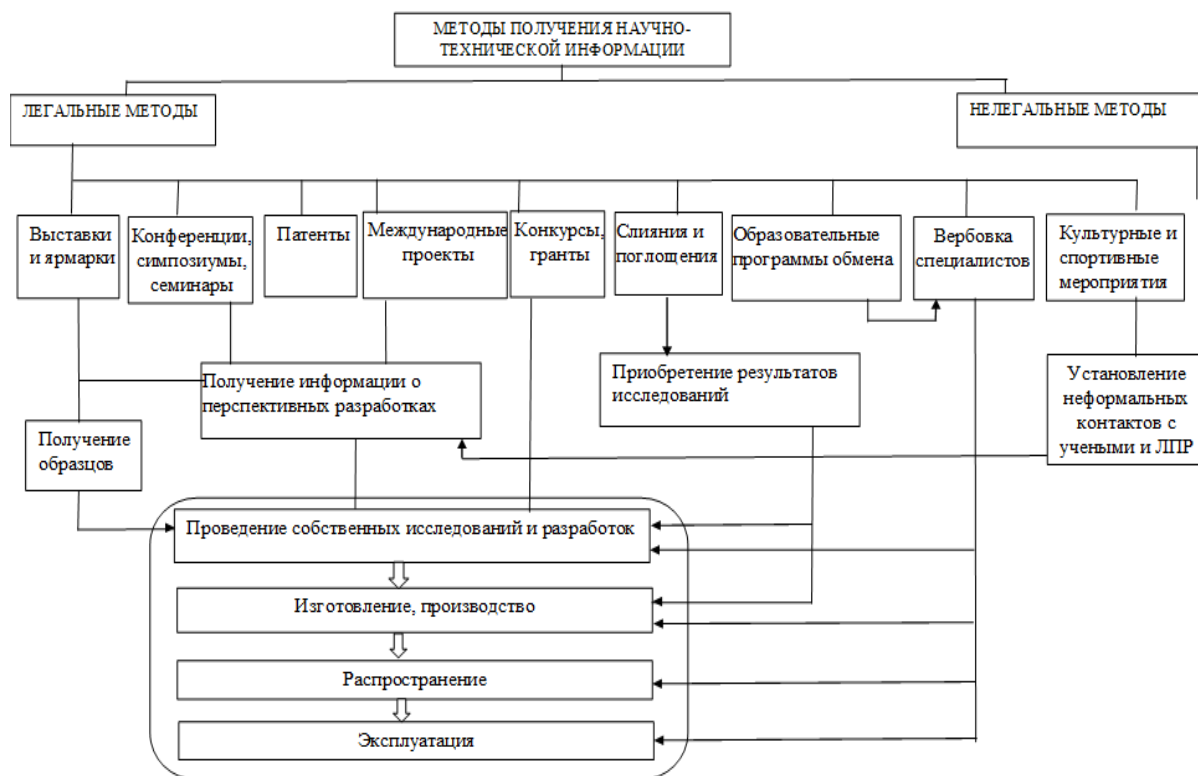 МЕТОДЫ ПОЛУЧЕНИЯ НАУЧНО-
ТЕХНИЧЕСКОЙ ИНФОРМАЦИИ
ЛЕГАЛЬНЫЕ МЕТОДЫ
НЕЛЕГАЛЬНЫЕ МЕТОДЫ
Выставки
и ярмарки
Конференции,
симпозиумы,
семинары
Патенты
Международные
проекты
Конкурсы,
гранты
Слияния и
поглощения
Образовательные
программы обмена
Вербовка
специалистов
Культурные и
спортивные
мероприятия
Получение информации о
перспективных разработках
Приобретение результатов
исследований
Установление
неформальных
контактов с
учеными и ЛПР
Получение
образцов
Проведение собственных исследований и разработок
Изготовление, производство
Распространение
Эксплуатация